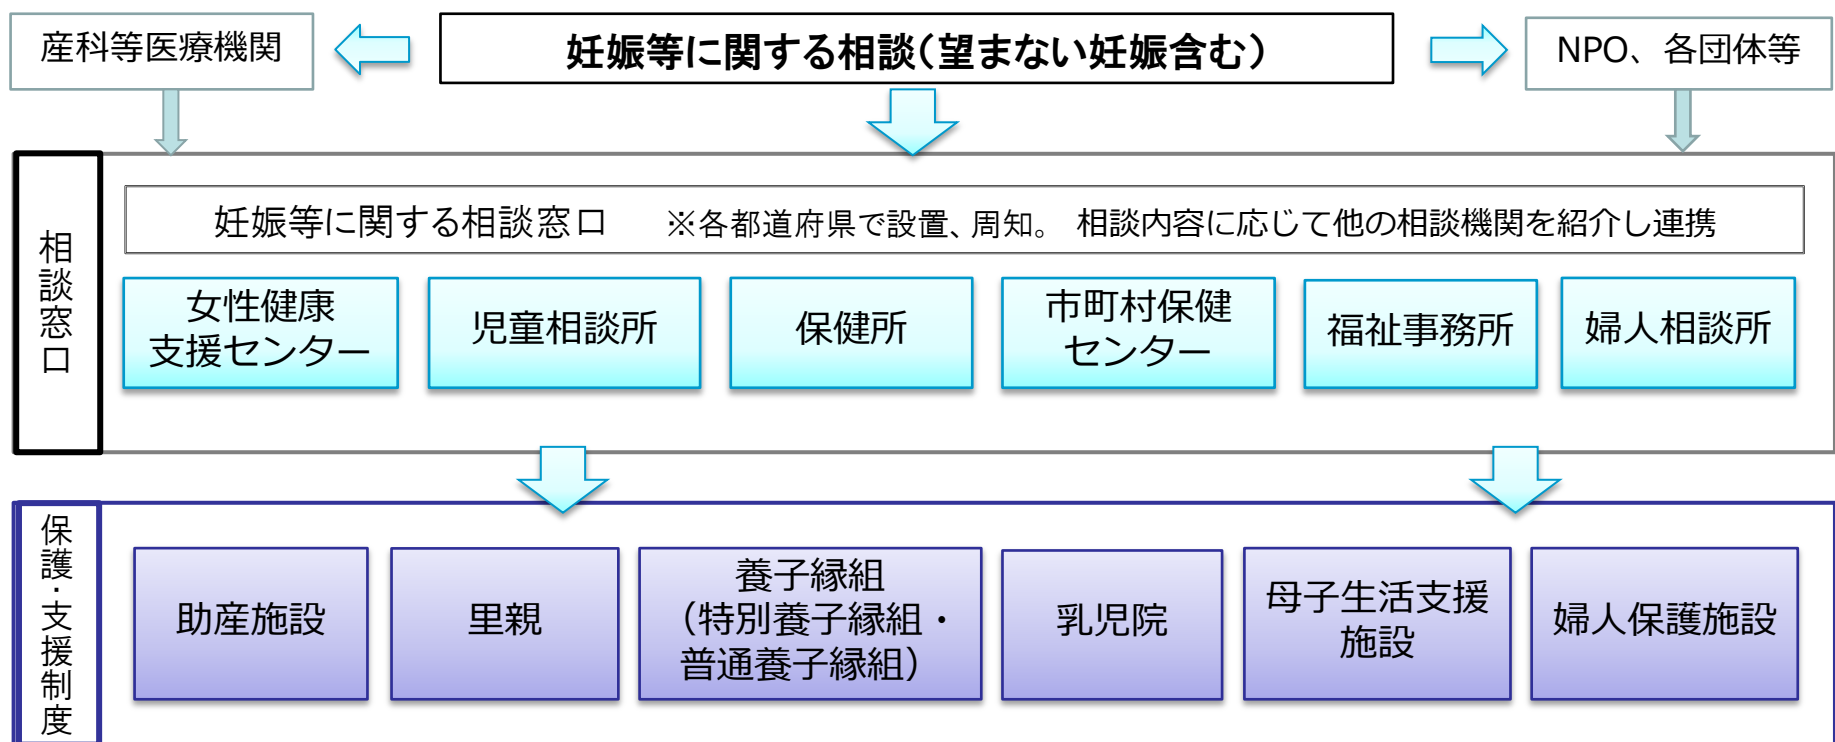 産科等医療機関
妊娠等に関する相談（望まない妊娠含む）
NPO、各団体等
相談窓口
妊娠等に関する相談窓口　※各都道府県で設置、周知。 相談内容に応じて他の相談機関を紹介し連携
女性健康
支援センター
児童相談所
保健所
市町村保健
センター
福祉事務所
婦人相談所
保護・支援制度
助産施設
里親
養子縁組
（特別養子縁組・
普通養子縁組）
乳児院
母子生活支援
施設
婦人保護施設